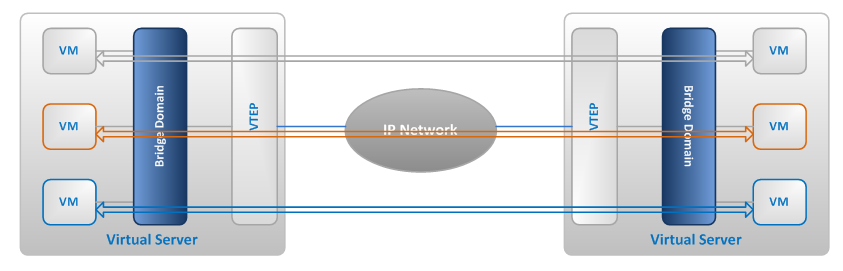 VM
VM
VM
Bridge Domain
VTEP
Virtual Server
IP Network
VTEP
Bridge Domain
VM
VM
VM
Virtual Server